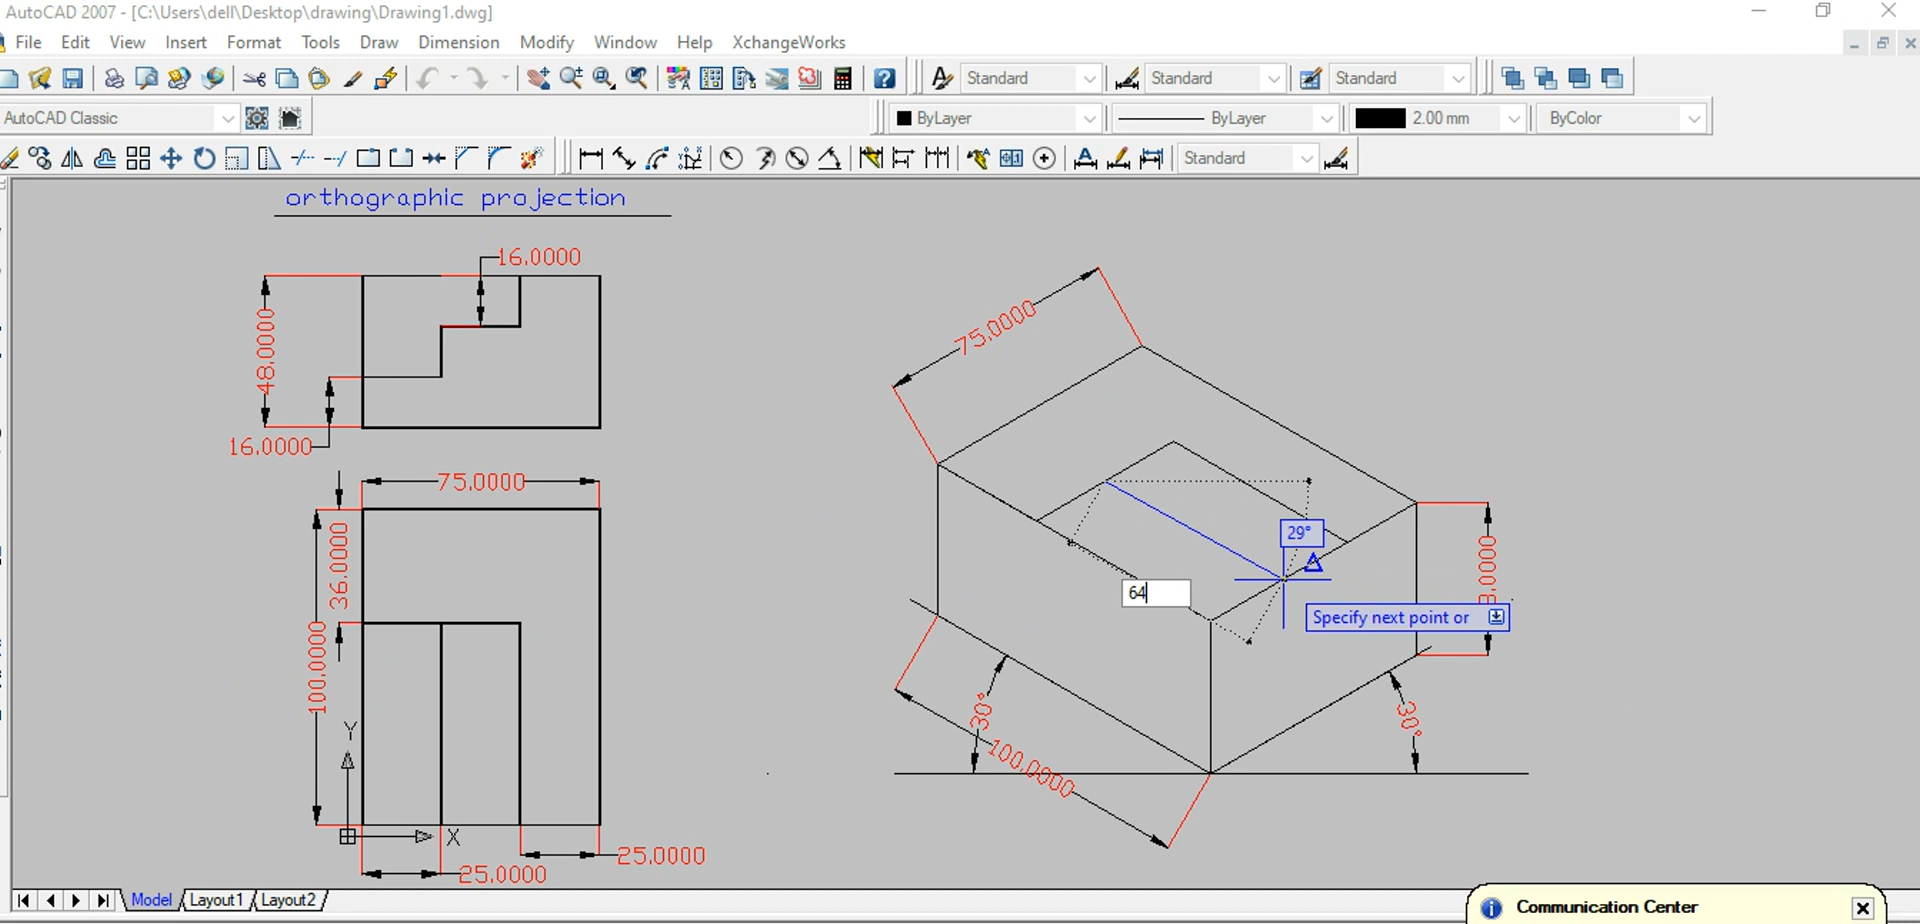 AutoCAD 2007 - [C:\Users\dell\Desktop\drawing\Drawing1.dwg]
File Edit View Insert Format Tools Draw Dimension Modify Window Help XchangeWorks
Standard Standard Standard
AutoCAD Classic ByLayer ByLayer 2.00 mm ByColor
Standard
orthographic projection
16.0000
48.0000
16.0000
75.0000
36.0000
100.0000
Y
X
25.0000
25.0000
75.0000
29°
64
Specify next point or
30°
100.0000
30°
Model Layout1 Layout2
Communication Center